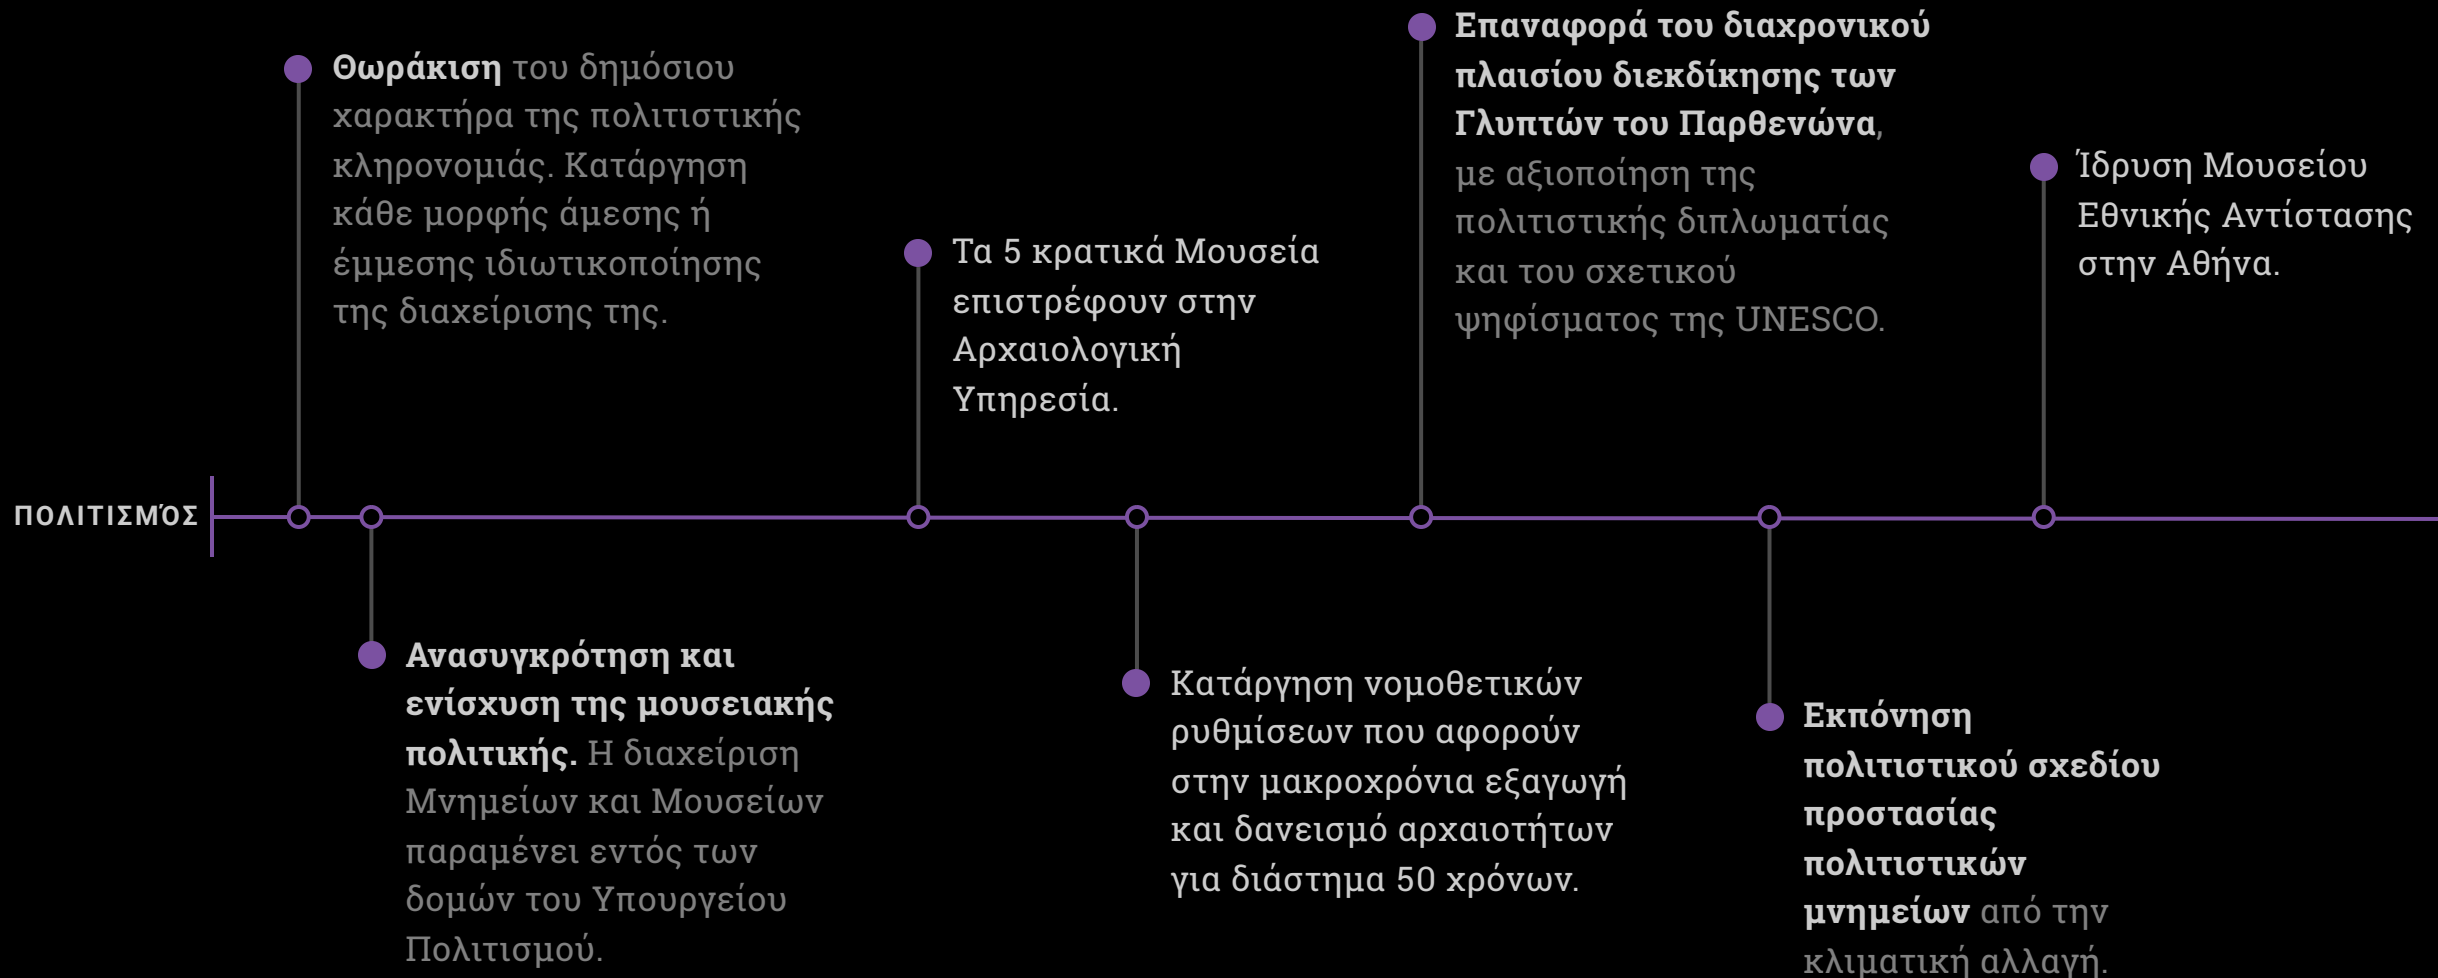 ΠΟΛΙΤΙΣΜΌΣ
Θωράκιση του δημόσιου
χαρακτήρα της πολιτιστικής
κληρονομιάς. Κατάργηση
κάθε μορφής άμεσης ή
έμμεσης ιδιωτικοποίησης
της διαχείρισης της.
Ανασυγκρότηση και
ενίσχυση της μουσειακής
πολιτικής. Η διαχείριση
Μνημείων και Μουσείων
παραμένει εντός των
δομών του Υπουργείου
Πολιτισμού.
Τα 5 κρατικά Μουσεία
επιστρέφουν στην
Αρχαιολογική
Υπηρεσία.
Κατάργηση νομοθετικών
ρυθμίσεων που αφορούν
στην μακροχρόνια εξαγωγή
και δανεισμό αρχαιοτήτων
για διάστημα 50 χρόνων.
Επαναφορά του διαχρονικού
πλαισίου διεκδίκησης των
Γλυπτών του Παρθενώνα,
με αξιοποίηση της
πολιτιστικής διπλωματίας
και του σχετικού
ψηφίσματος της UNESCO.
Εκπόνηση
πολιτιστικού σχεδίου
προστασίας
πολιτιστικών
μνημείων από την
κλιματική αλλαγή.
Ίδρυση Μουσείου
Εθνικής Αντίστασης
στην Αθήνα.